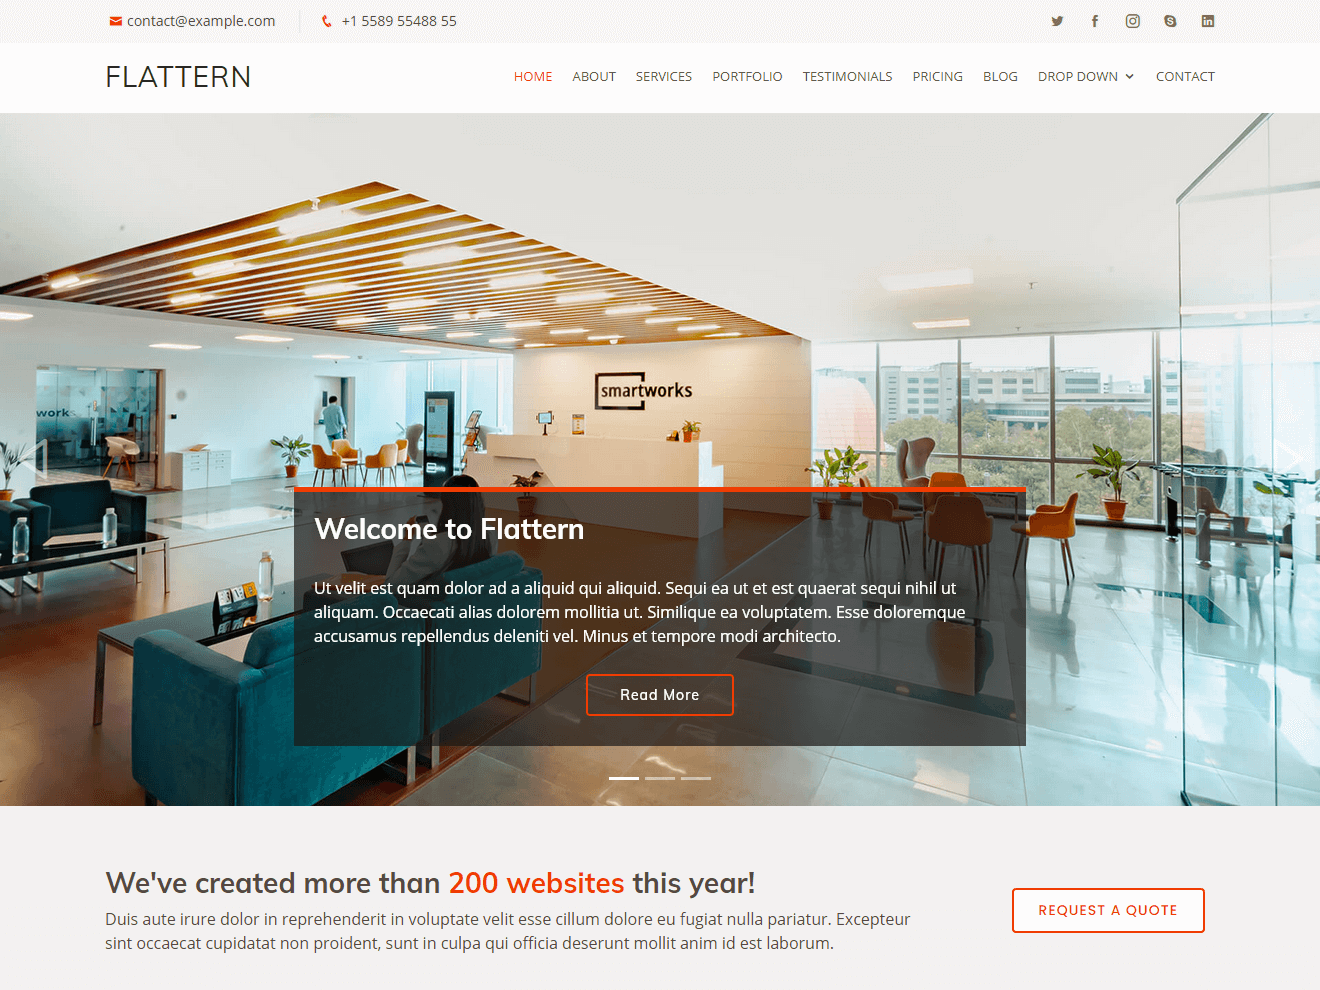 contact@example.com
+1 5589 55488 55
FLATTERN
HOME ABOUT SERVICES PORTFOLIO TESTIMONIALS PRICING BLOG DROP DOWN CONTACT
work
smartworks
Welcome to Flattern
Ut velit est quam dolor ad a aliquid qui aliquid. Sequi ea ut et est quaerat sequi nihil ut
aliquam. Occaecati alias dolorem mollitia ut. Similique ea voluptatem. Esse doloremque
accusamus repellendus deleniti vel. Minus et tempore modi architecto.
Read More
We've created more than 200 websites this year!
Duis aute irure dolor in reprehenderit in voluptate velit esse cillum dolore eu fugiat nulla pariatur. Excepteur
sint occaecat cupidatat non proident, sunt in culpa qui officia deserunt mollit anim id est laborum.
REQUEST A QUOTE